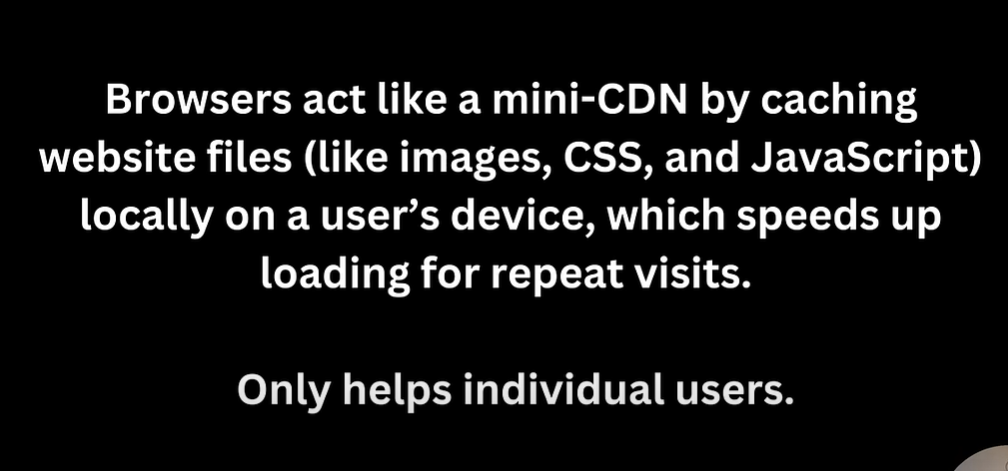 Browsers act like a mini-CDN by caching
website files (like images, CSS, and JavaScript)
locally on a user’s device, which speeds up
loading for repeat visits.
Only helps individual users.